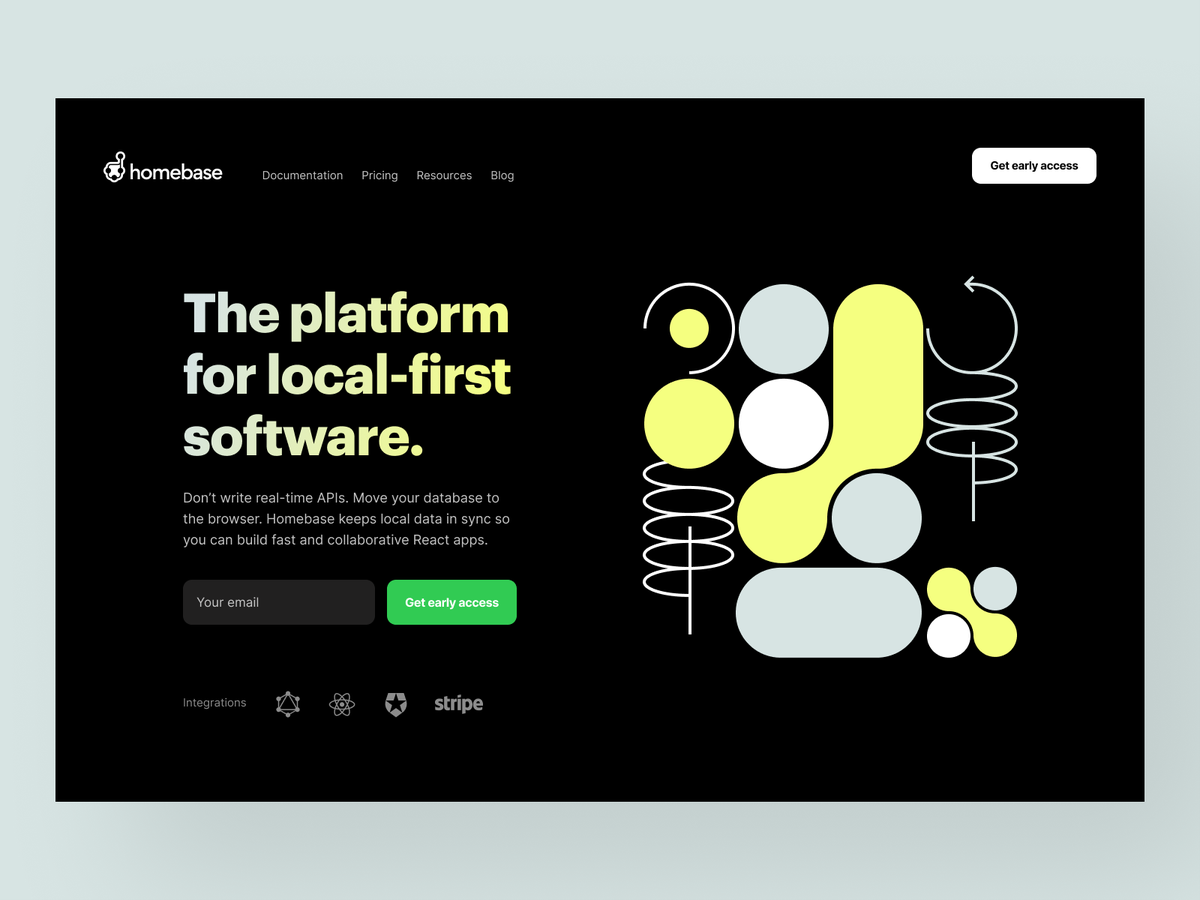 homebase
Documentation
Pricing
Resources
Blog
Get early access
The platform
for local-first
software.
Don’t write real-time APIs. Move your database to
the browser. Homebase keeps local data in sync so
you can build fast and collaborative React apps.
Your email
Get early access
Integrations
stripe